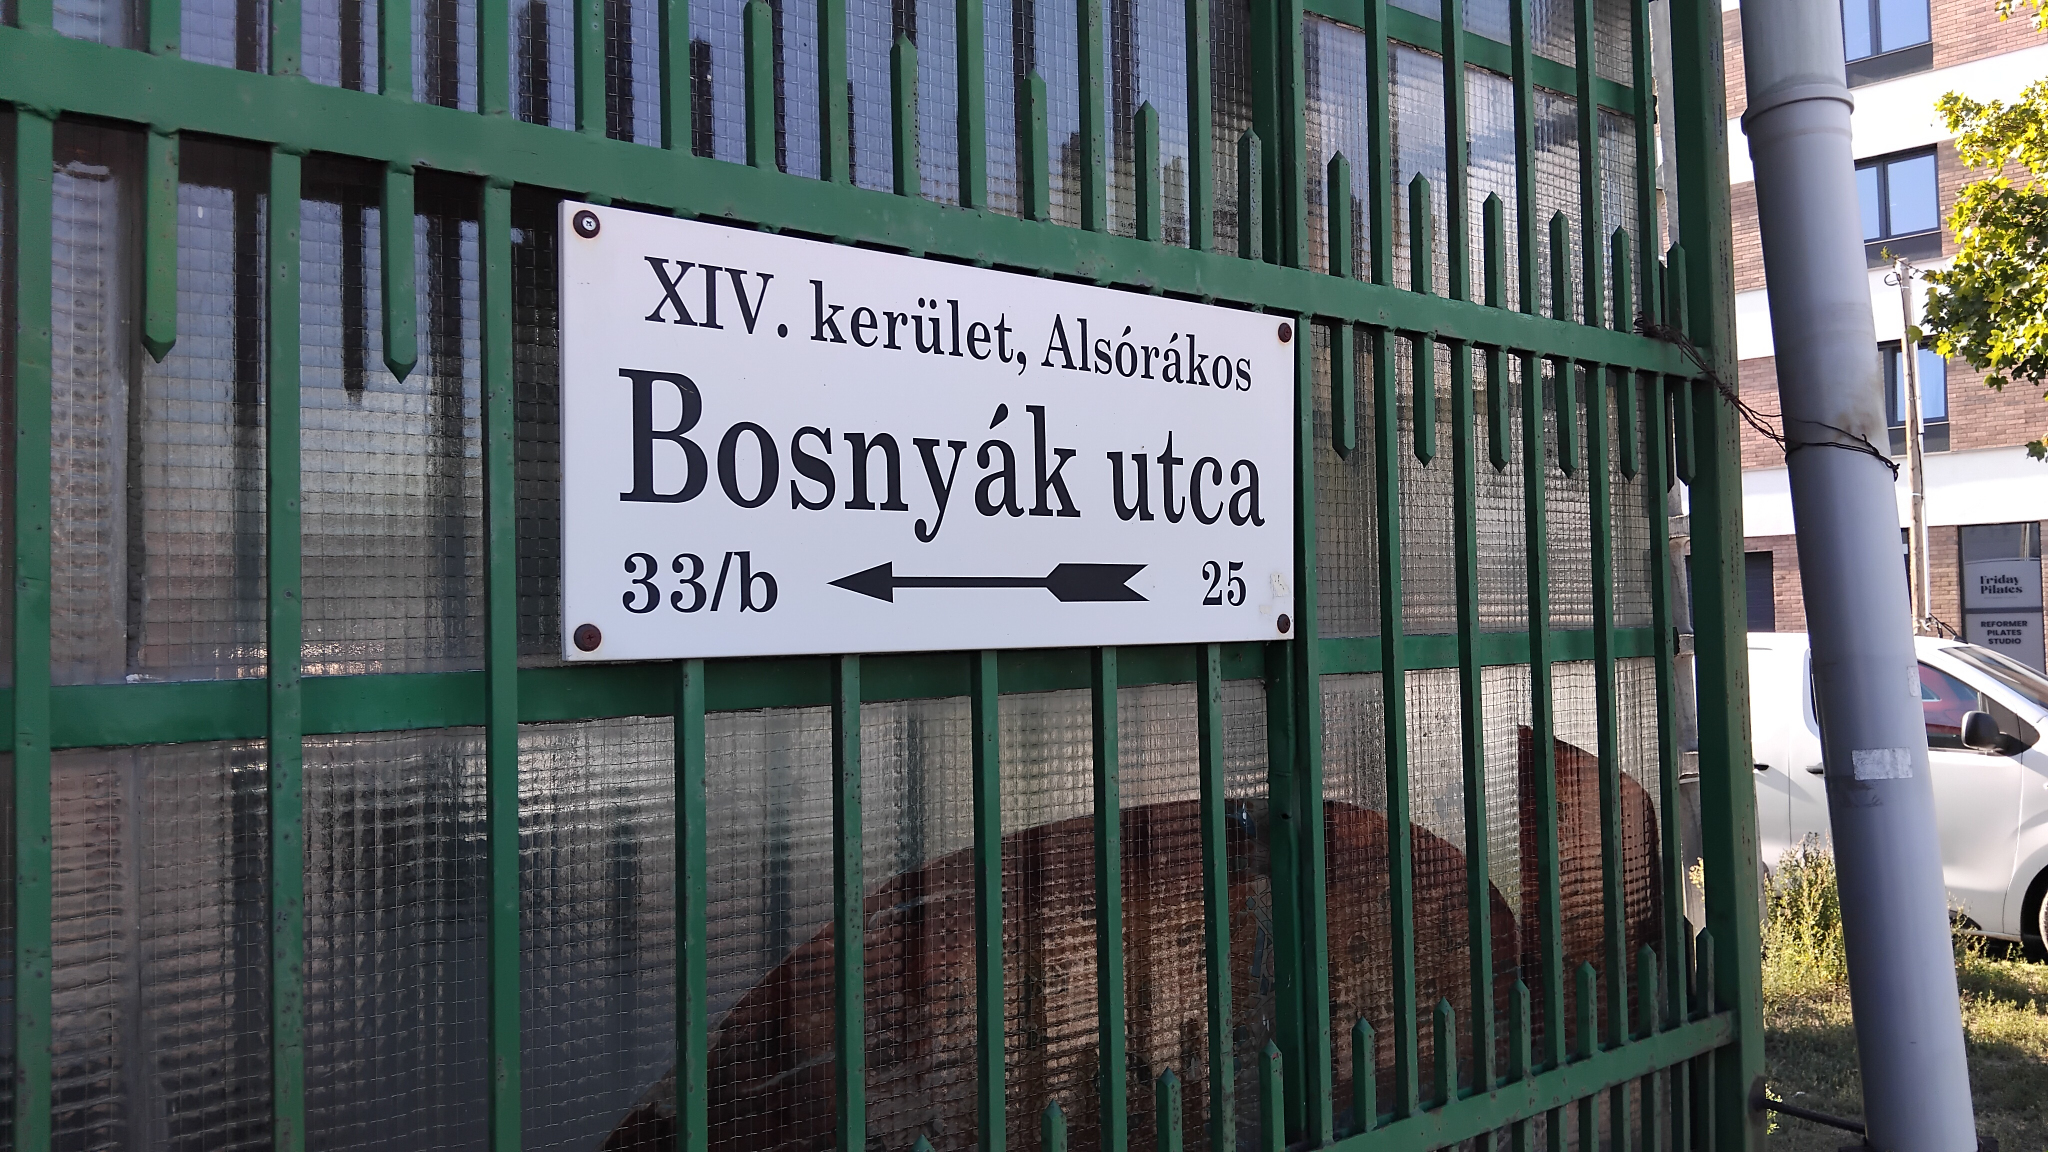 XIV. kerület, Alsórákos
Bosnyák utca
33/b 25
Friday
Pilates
REFORMER
PILATES
STUDIO